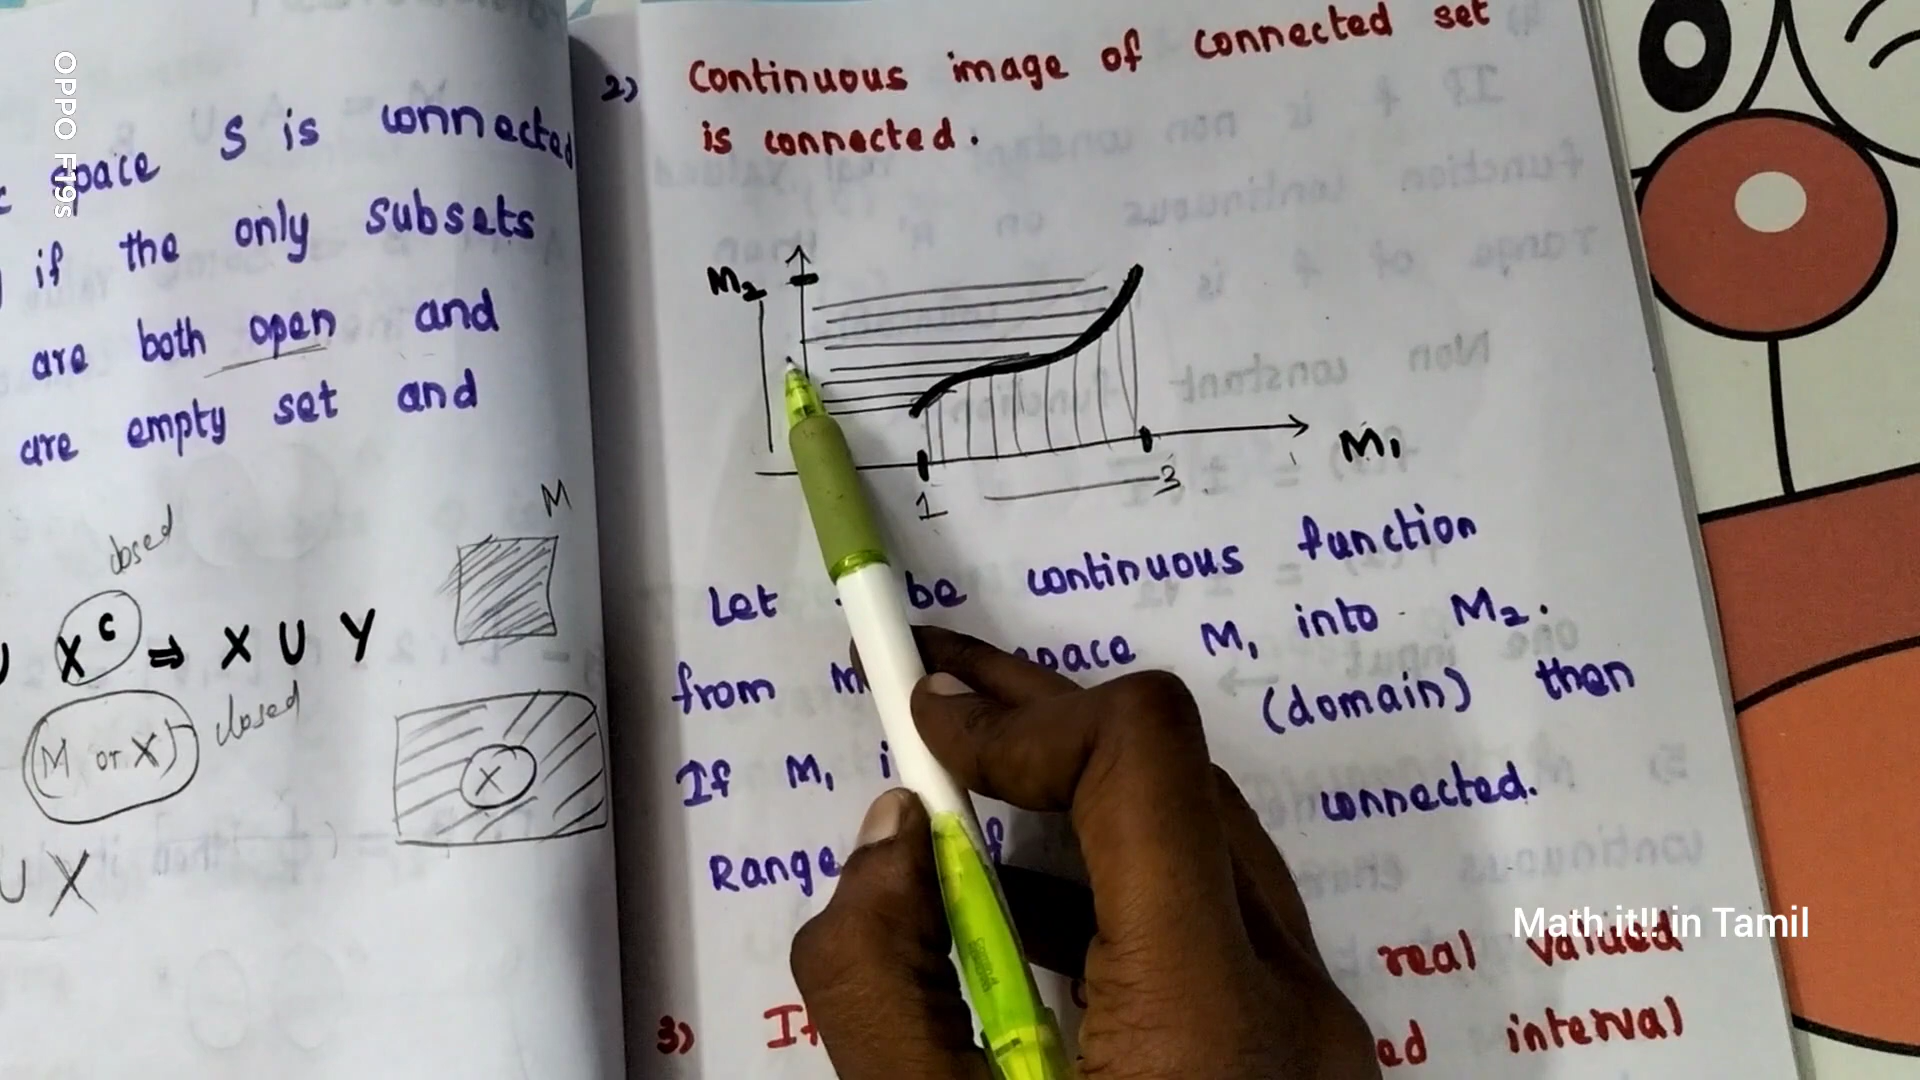 OPPO F19s
space S is connected
if the only subsets
are both open and
are empty set and
closed
M
X^c ⇒ X U Y
(M or X) closed
X
U X
2) Continuous image of connected set
is connected.
M2
M1
1
3
Let be continuous function
from space M1 into M2.
If M1 (domain) then
Range connected.
real valued
3) If interval
Math it!! in Tamil